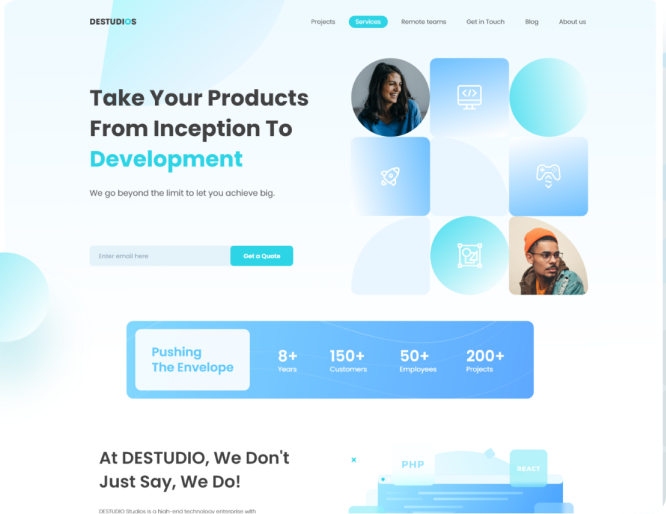 DESTUDIOS
Projects
Services
Remote teams
Get in Touch
Blog
About us
Take Your Products
From Inception To
Development
We go beyond the limit to let you achieve big.
Enter email here
Get a Quote
Pushing
The Envelope
8+
Years
150+
Customers
50+
Employees
200+
Projects
At DESTUDIO, We Don't
Just Say, We Do!
DESTUDIO Studios is a high-end technology enterprise with
PHP
REACT